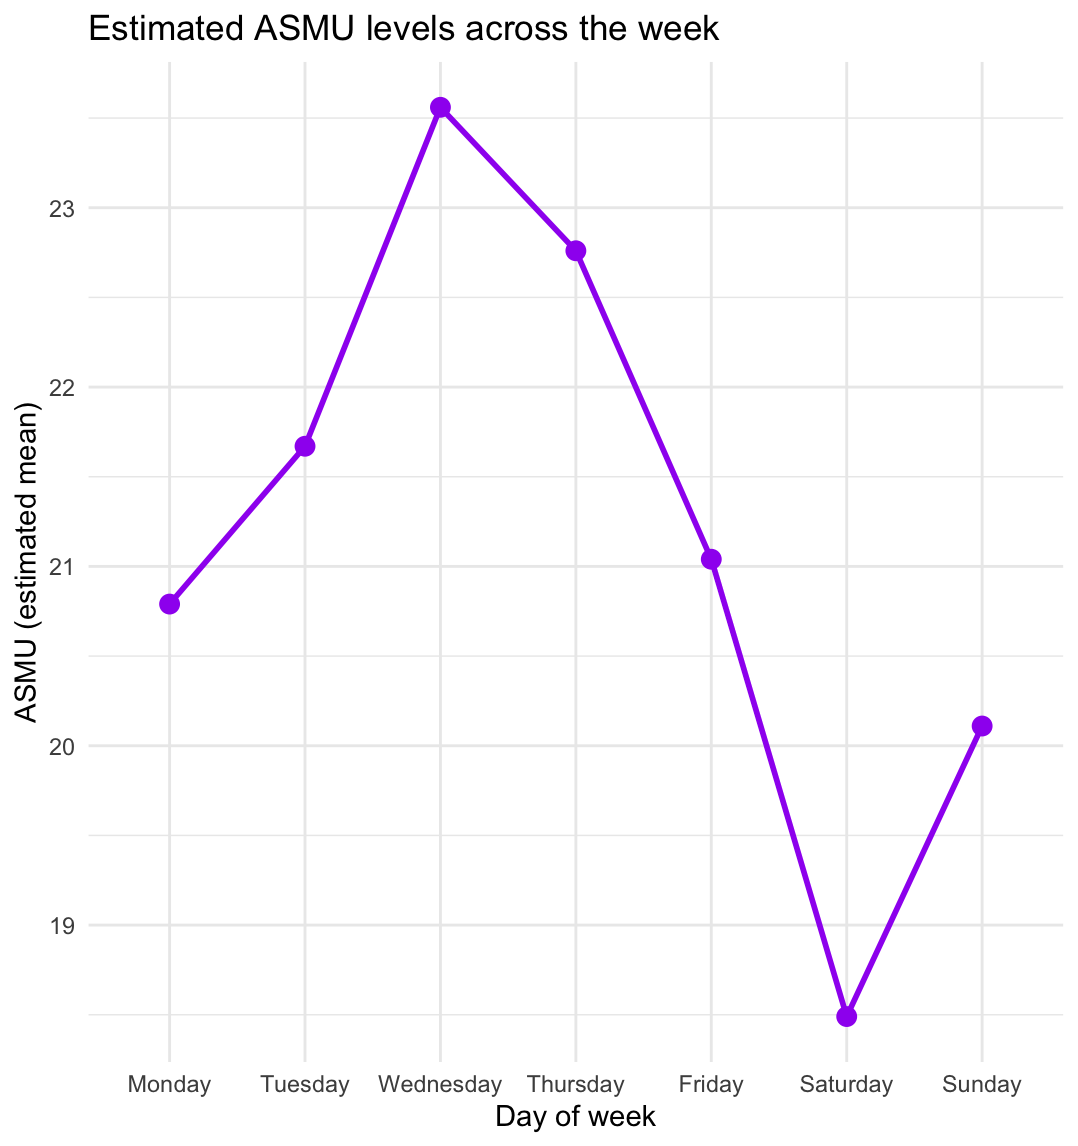 Estimated ASMU levels across the week
ASMU (estimated mean)
23
22
21
20
19
Monday Tuesday Wednesday Thursday Friday Saturday Sunday
Day of week